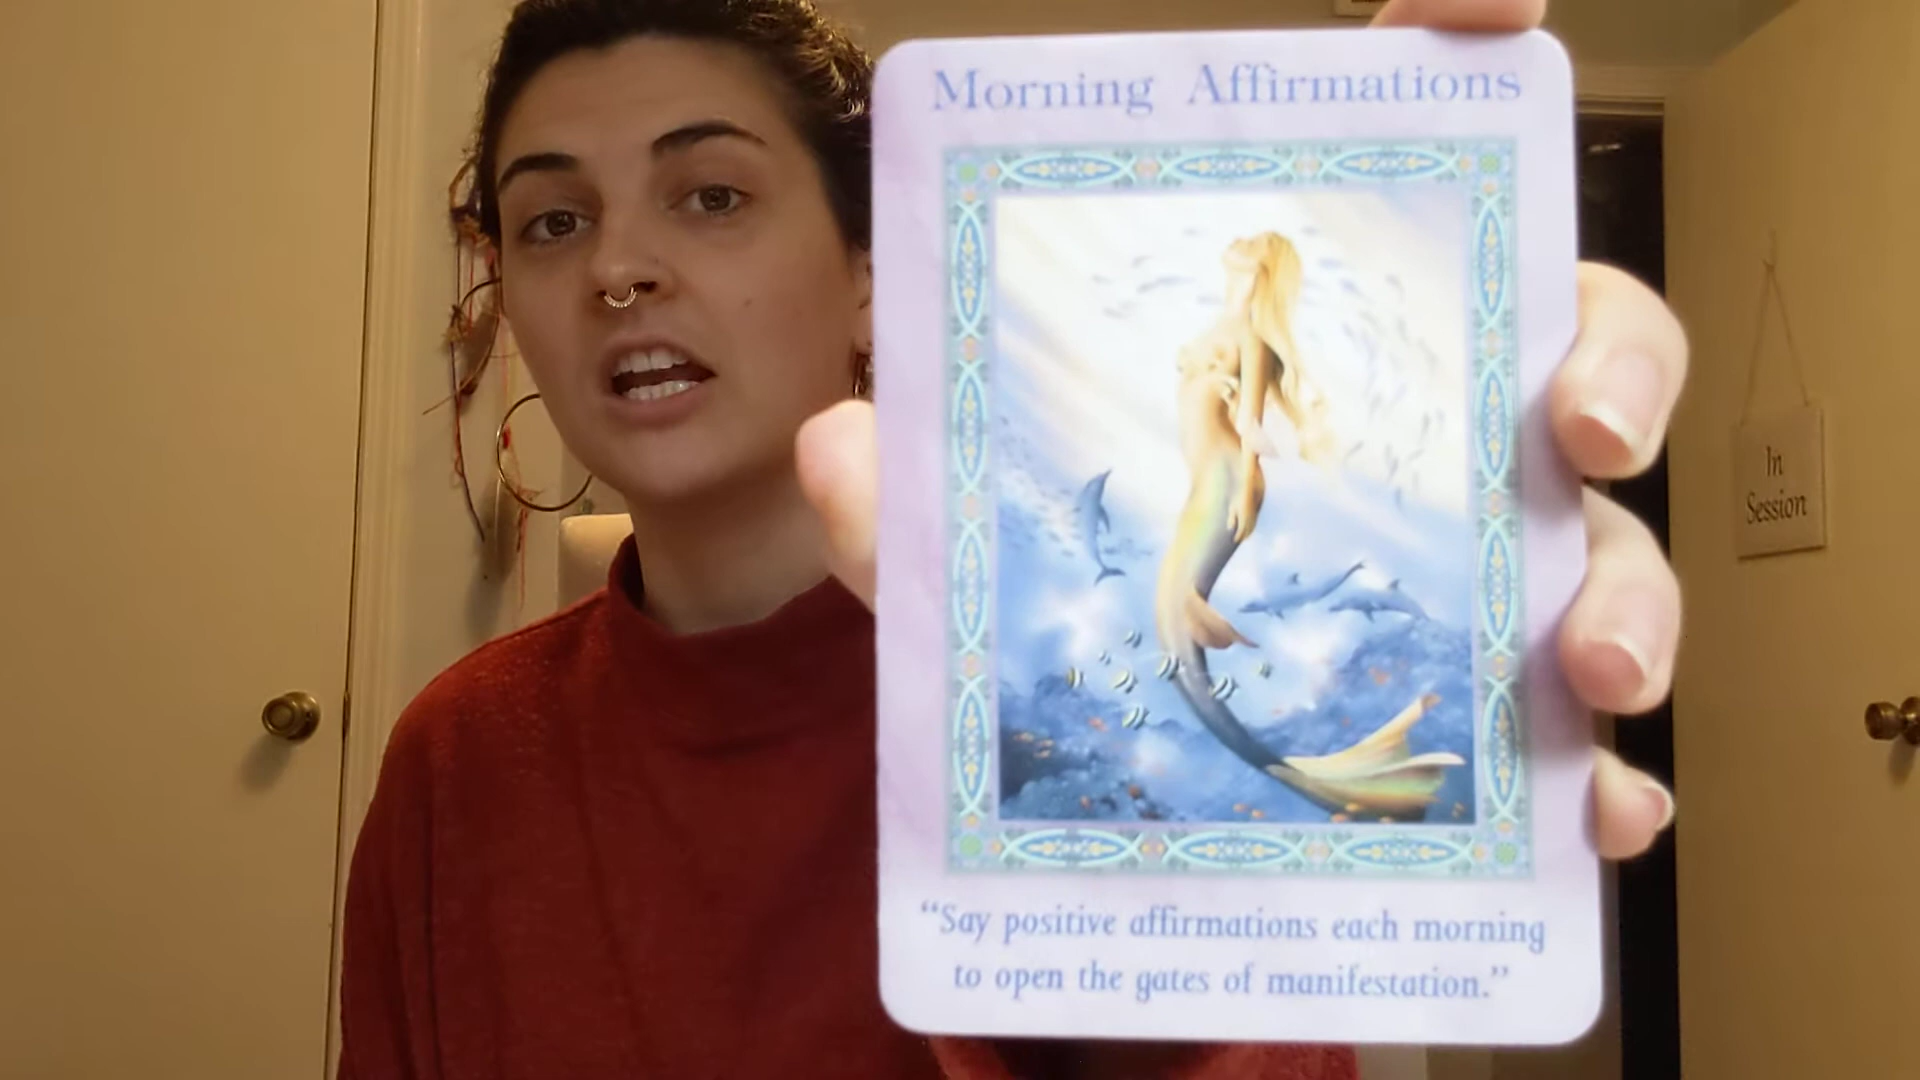 Morning Affirmations
“Say positive affirmations each morning
to open the gates of manifestation.”
In
Session